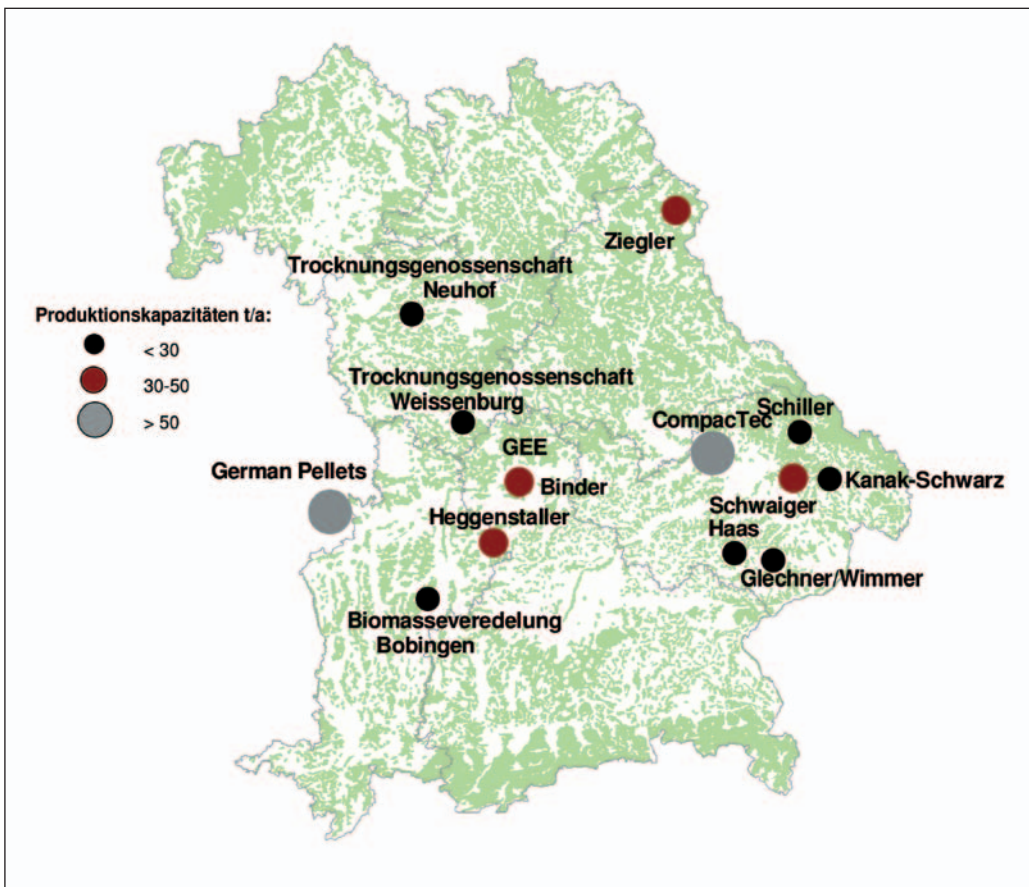 Ziegler
Trocknungsgenossenschaft
Neuhof
Produktionskapazitäten t/a:
< 30
30-50
> 50
Trocknungsgenossenschaft
Weissenburg
Schiller
CompacTec
GEE
German Pellets
Binder
Kanak-Schwarz
Heggenstaller
Schwaiger
Haas
Glechner/Wimmer
Biomasseveredelung
Bobingen